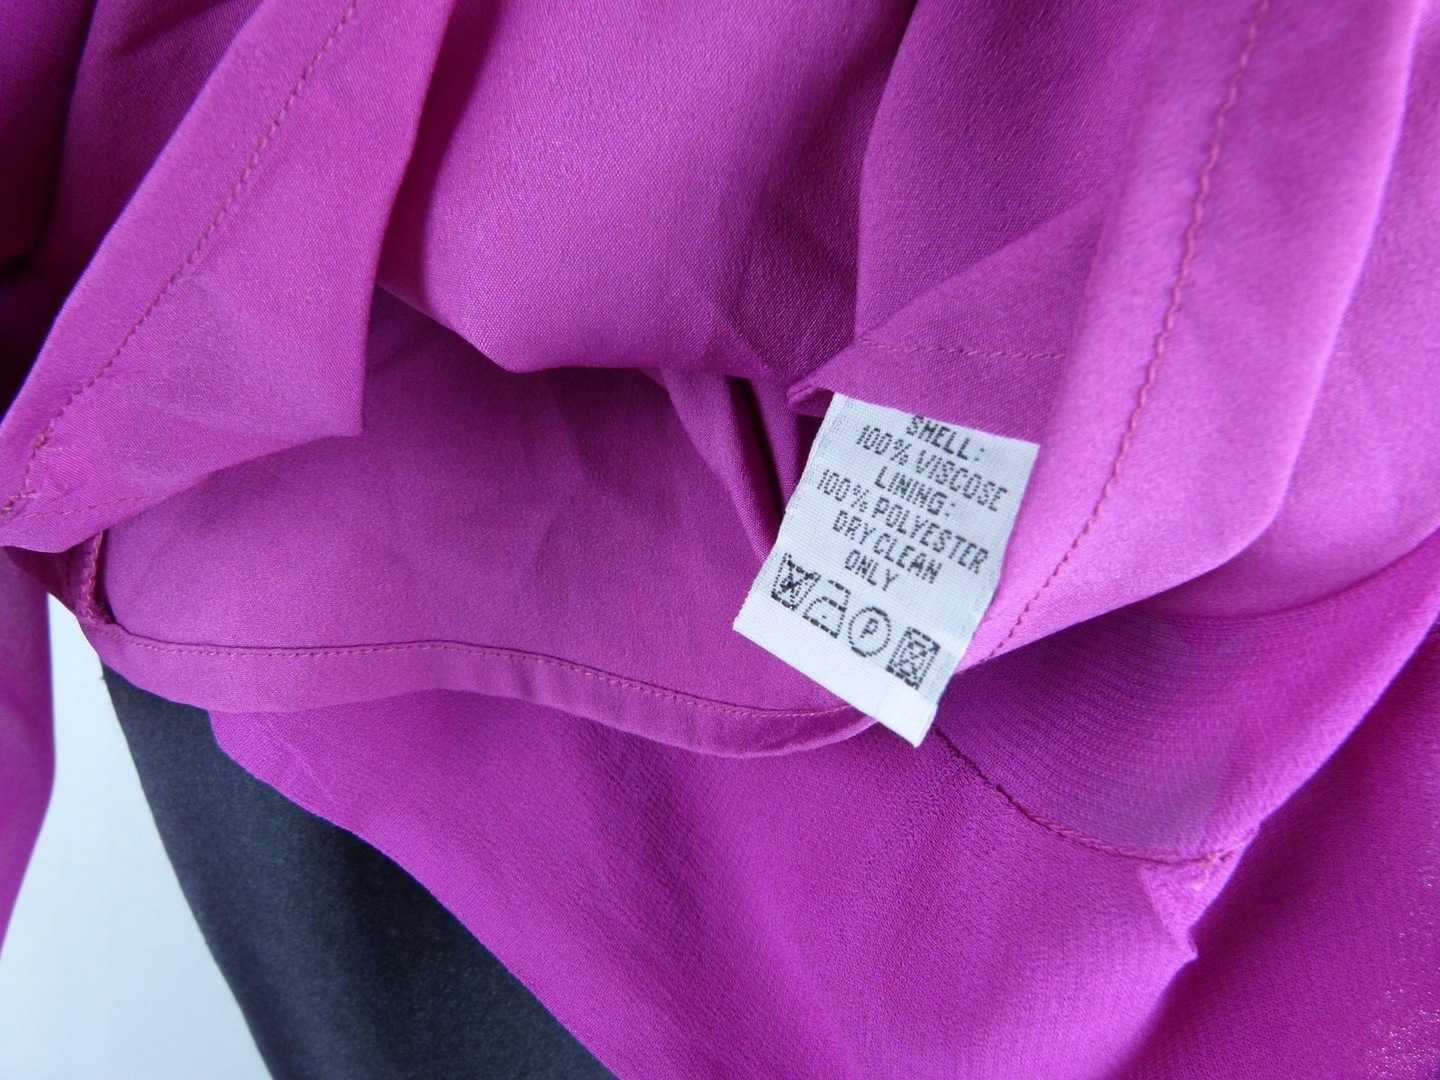 SHELL:
100% VISCOSE
LINING:
100% POLYESTER
DRY CLEAN
ONLY
P